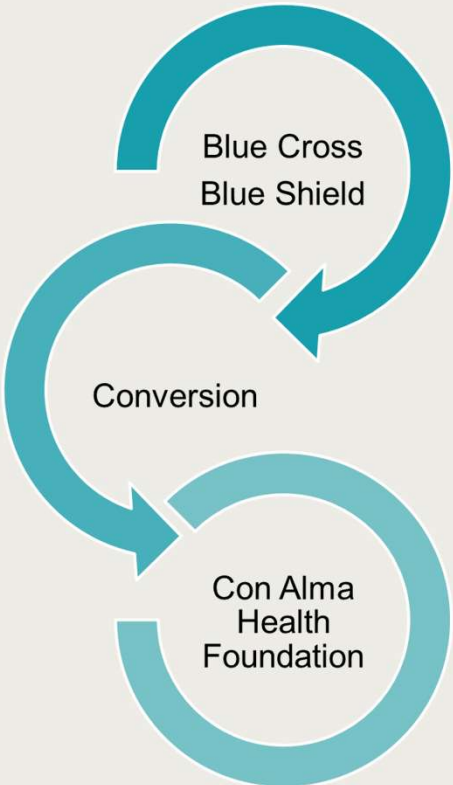 Blue Cross
Blue Shield
Conversion
Con Alma
Health
Foundation